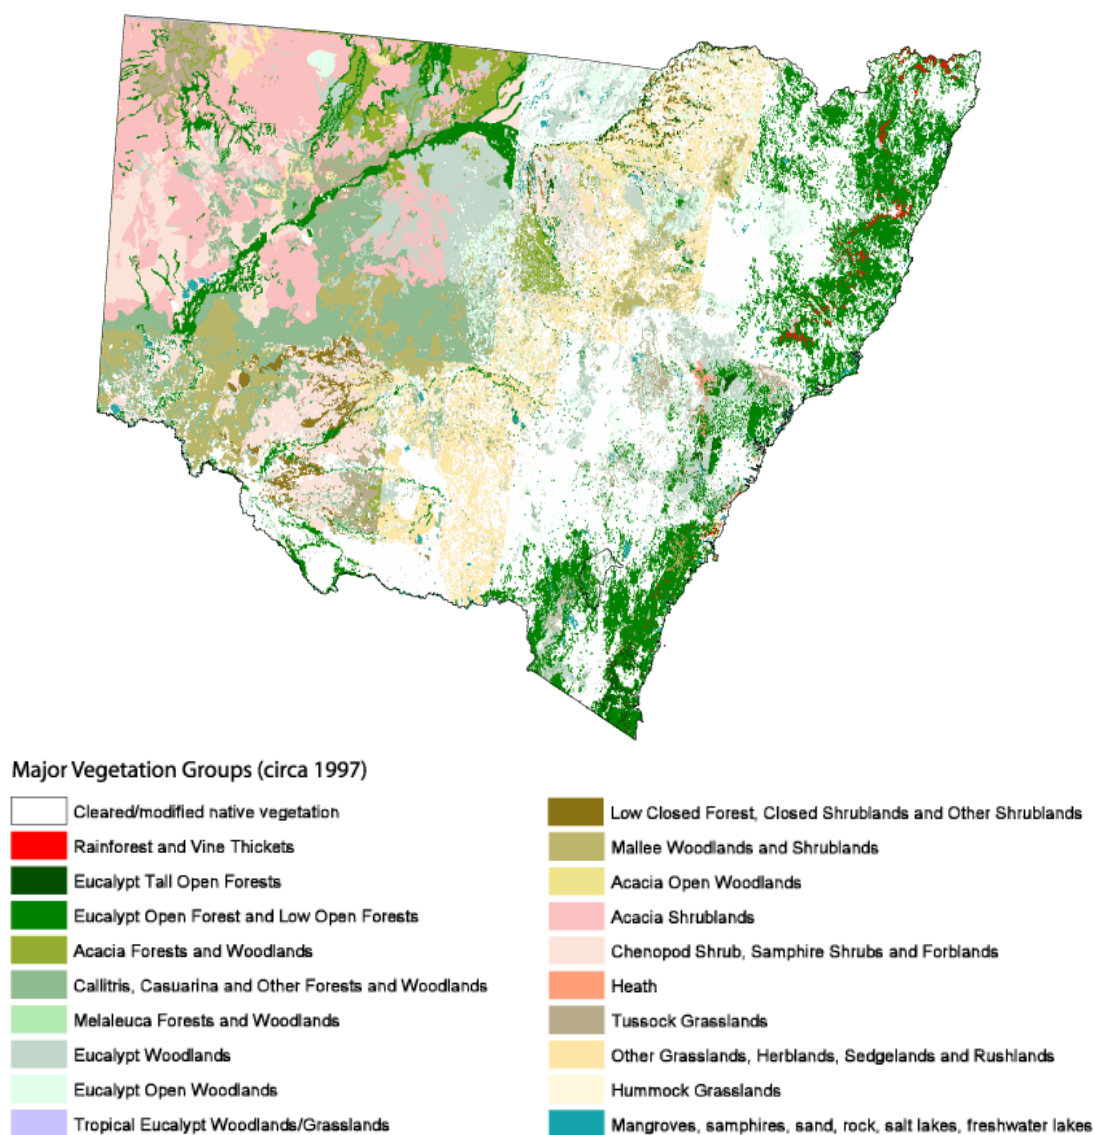 Major Vegetation Groups (circa 1997)
Cleared/modified native vegetation
Rainforest and Vine Thickets
Eucalypt Tall Open Forests
Eucalypt Open Forest and Low Open Forests
Acacia Forests and Woodlands
Callitris, Casuarina and Other Forests and Woodlands
Melaleuca Forests and Woodlands
Eucalypt Woodlands
Eucalypt Open Woodlands
Tropical Eucalypt Woodlands/Grasslands
Low Closed Forest, Closed Shrublands and Other Shrublands
Mallee Woodlands and Shrublands
Acacia Open Woodlands
Acacia Shrublands
Chenopod Shrub, Samphire Shrubs and Forblands
Heath
Tussock Grasslands
Other Grasslands, Herblands, Sedgelands and Rushlands
Hummock Grasslands
Mangroves, samphires, sand, rock, salt lakes, freshwater lakes